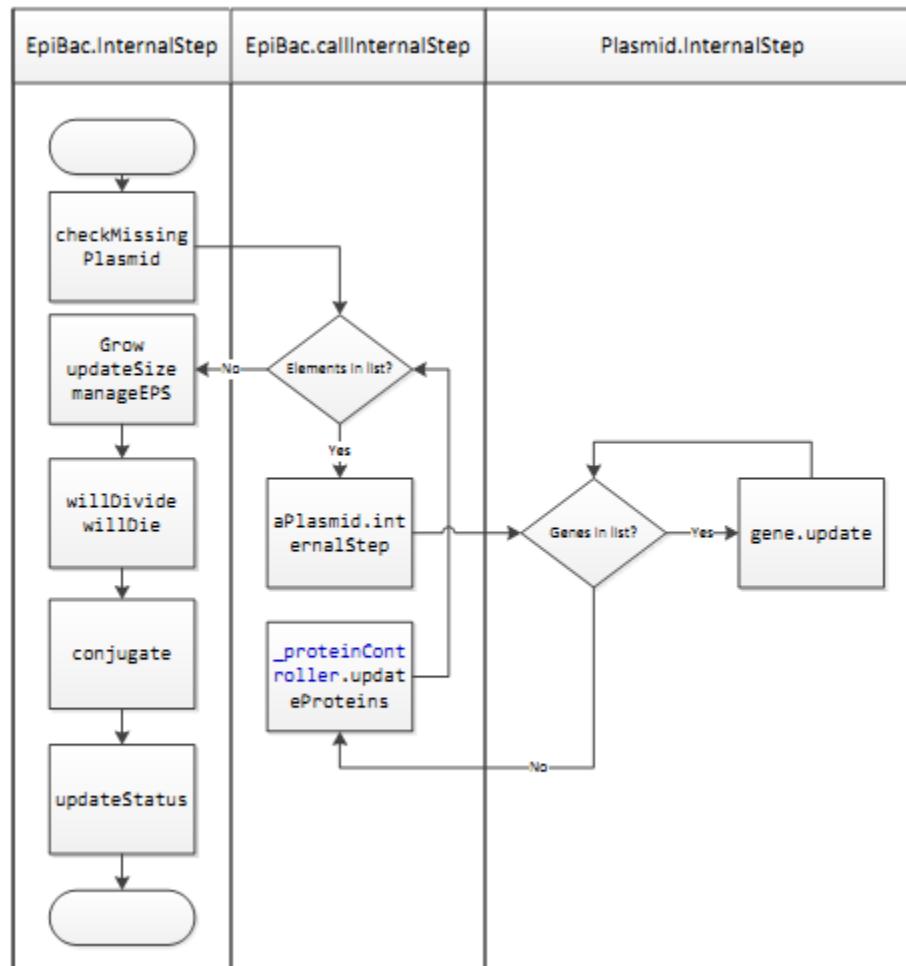 EpiBac.InternalStep
EpiBac.callInternalStep
Plasmid.InternalStep
checkMissing
Plasmid
Grow
updateSize
manageEPS
No
Elements in list?
Yes
willDivide
willDie
aPlasmid.int
ernalStep
Genes in list?
Yes
gene.update
conjugate
_proteinCont
roller.updat
eProteins
No
updateStatus